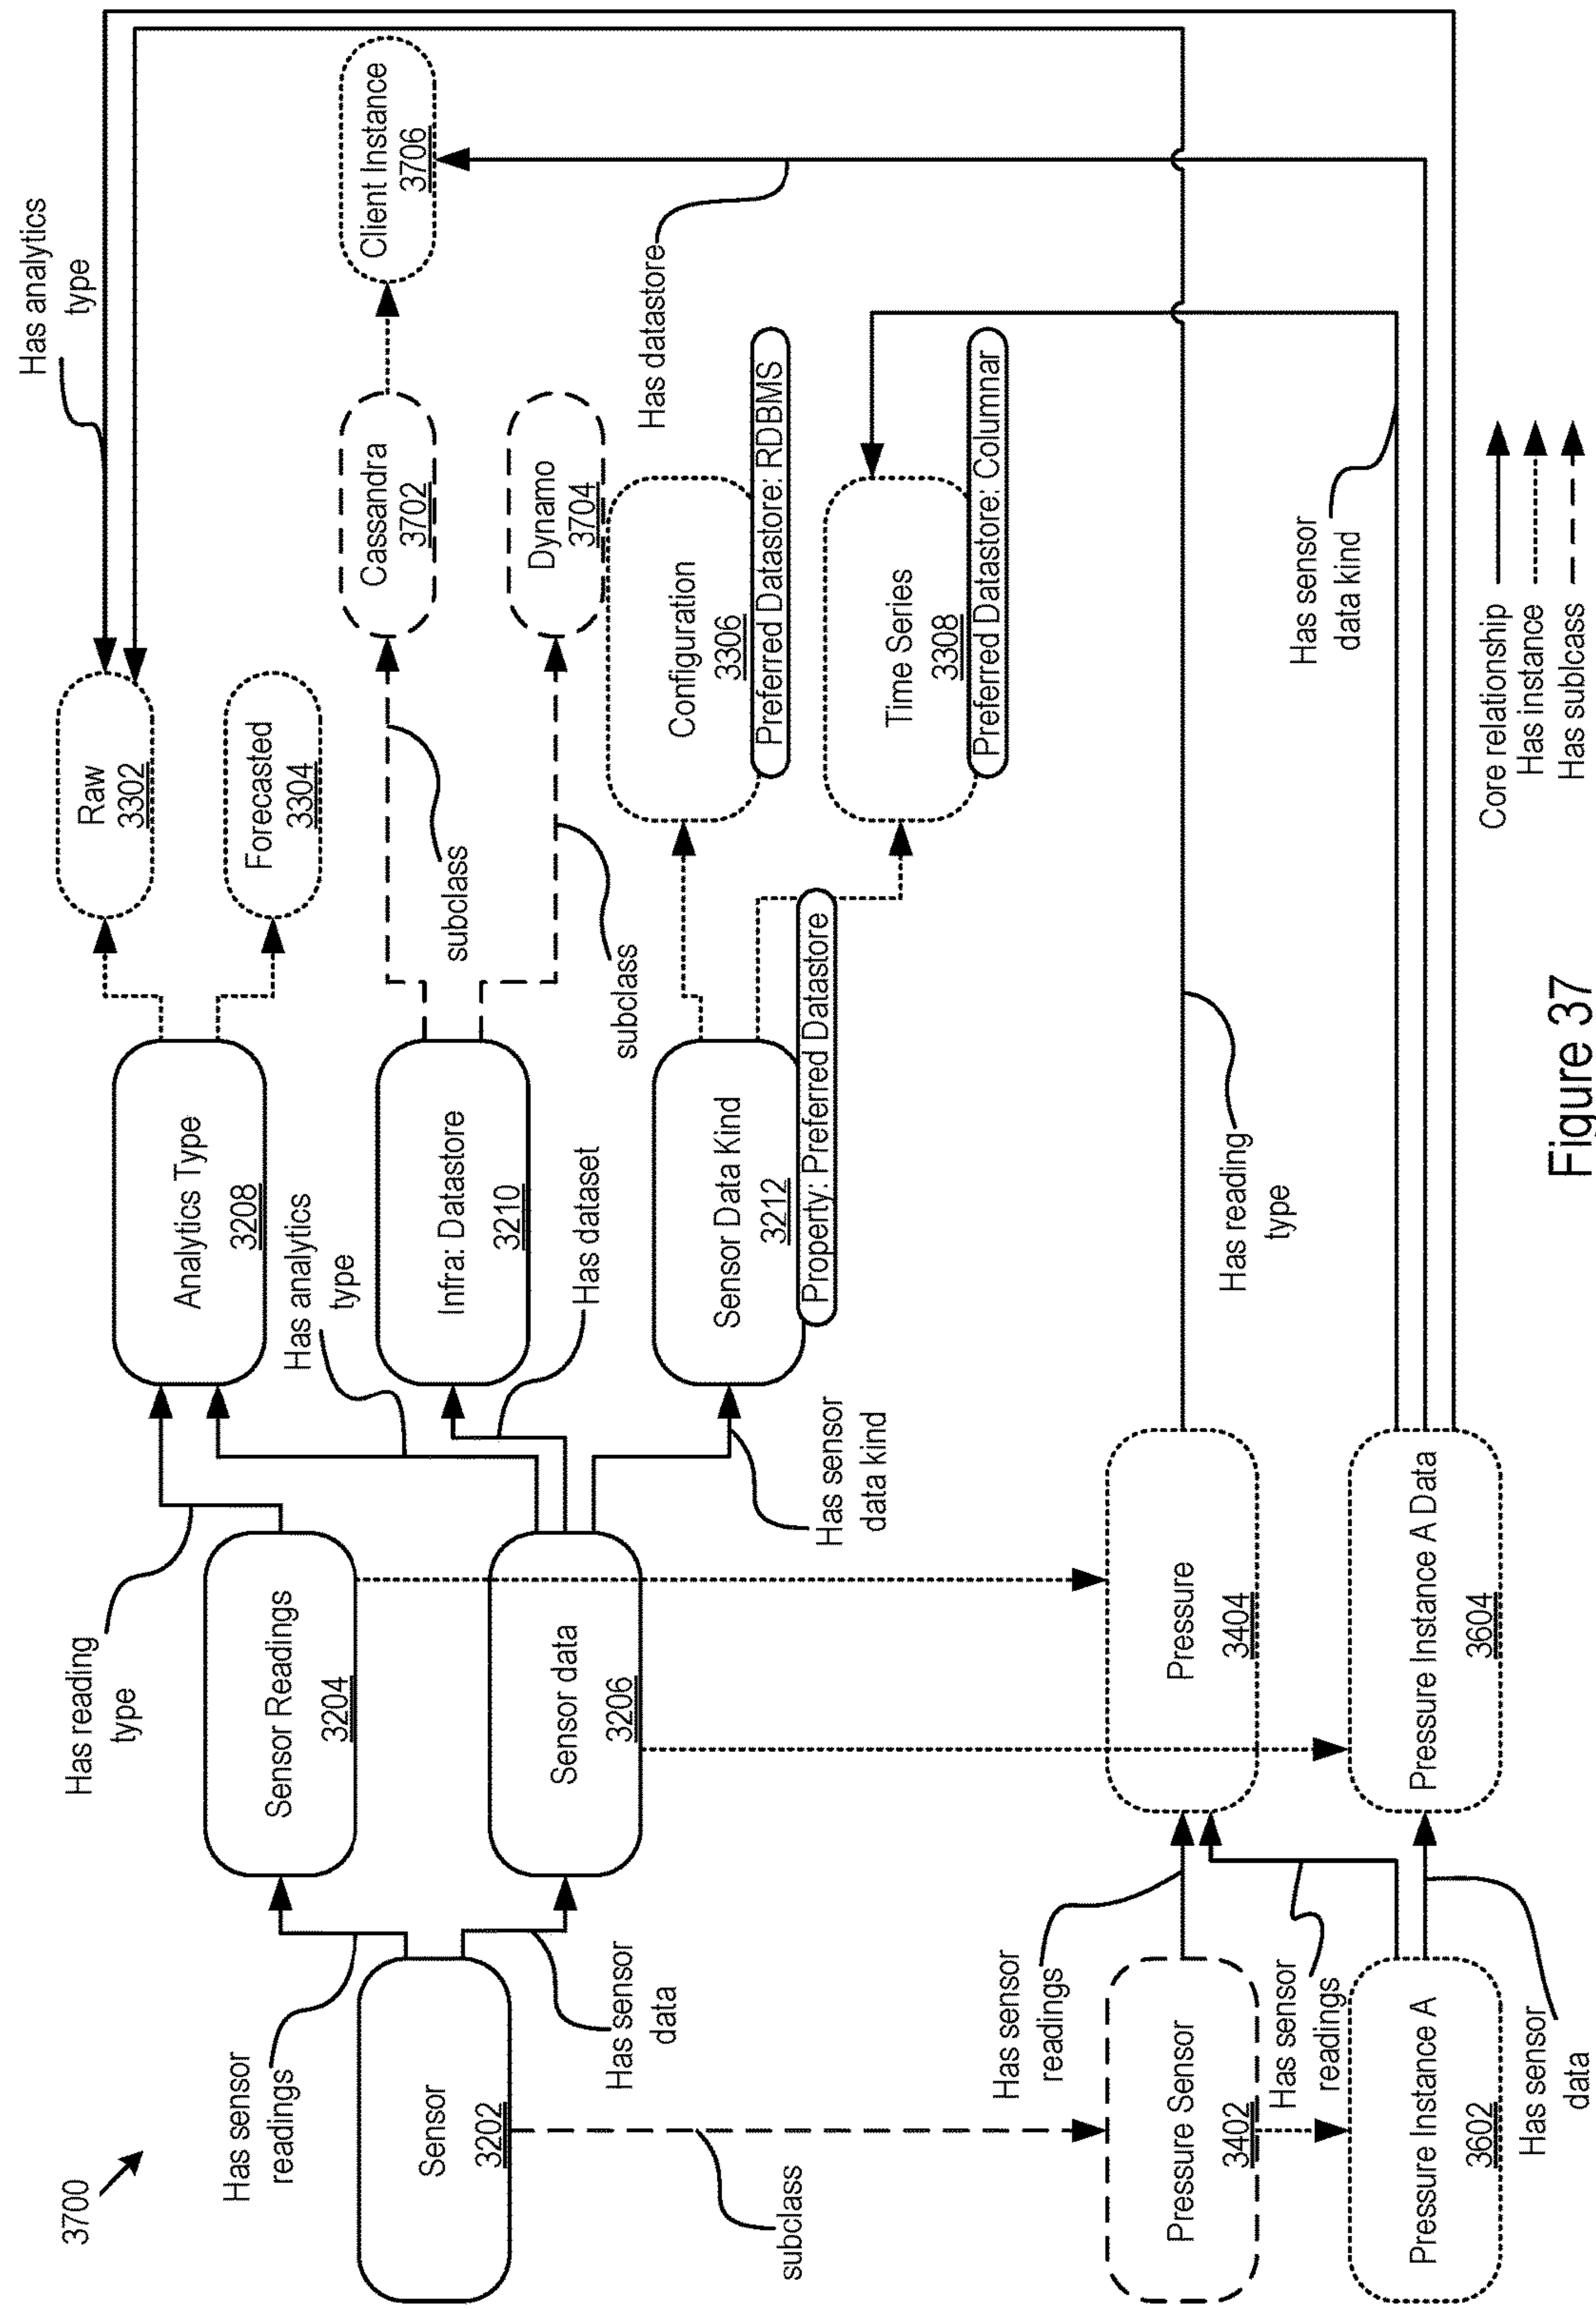 3700
Has sensor
readings
Sensor
3202
Has sensor
data
subclass
Has reading
type
Sensor Readings
3204
Sensor data
3206
Has analytics
type
Has dataset
Has sensor
data kind
Analytics Type
3208
Infra: Datastore
3210
Sensor Data Kind
3212
Property: Preferred Datastore
subclass
subclass
Raw
3302
Forecasted
3304
Has analytics
type
Cassandra
3702
Dynamo
3704
Client Instance
3706
Configuration
3306
Preferred Datastore: RDBMS
Time Series
3308
Preferred Datastore: Columnar
Has datastore
Has sensor
data kind
Pressure Sensor
3402
Has sensor
readings
Pressure
3404
Has reading
type
Pressure Instance A
3602
Has sensor
readings
Has sensor
data
Pressure Instance A Data
3604
Core relationship
Has instance
Has sublcass
Figure 37